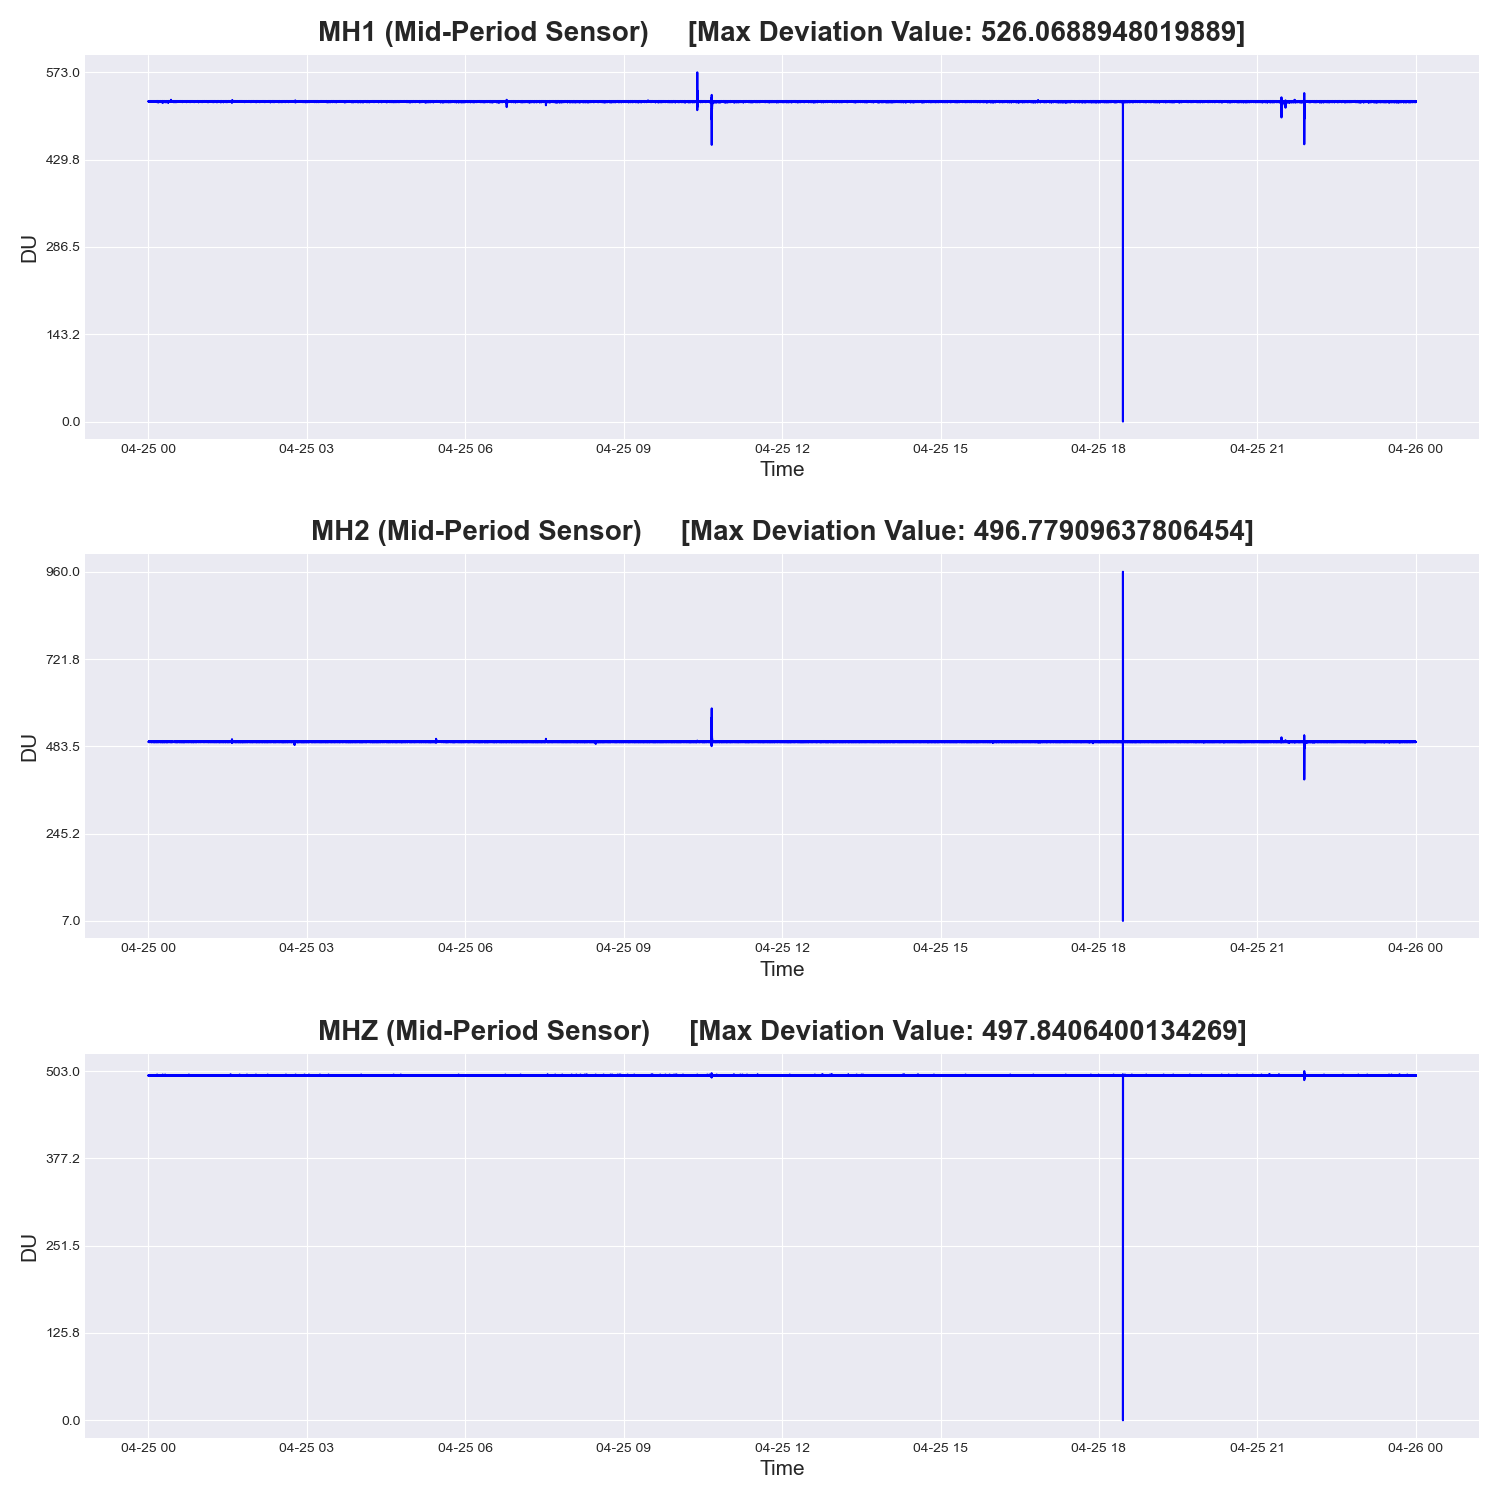 MH1 (Mid-Period Sensor) [Max Deviation Value: 526.0688948019889]
573.0
429.8
286.5
143.2
0.0
DU
04-25 00 04-25 03 04-25 06 04-25 09 04-25 12 04-25 15 04-25 18 04-25 21 04-26 00
Time
MH2 (Mid-Period Sensor) [Max Deviation Value: 496.77909637806454]
960.0
721.8
483.5
245.2
7.0
DU
04-25 00 04-25 03 04-25 06 04-25 09 04-25 12 04-25 15 04-25 18 04-25 21 04-26 00
Time
MHZ (Mid-Period Sensor) [Max Deviation Value: 497.8406400134269]
503.0
377.2
251.5
125.8
0.0
DU
04-25 00 04-25 03 04-25 06 04-25 09 04-25 12 04-25 15 04-25 18 04-25 21 04-26 00
Time